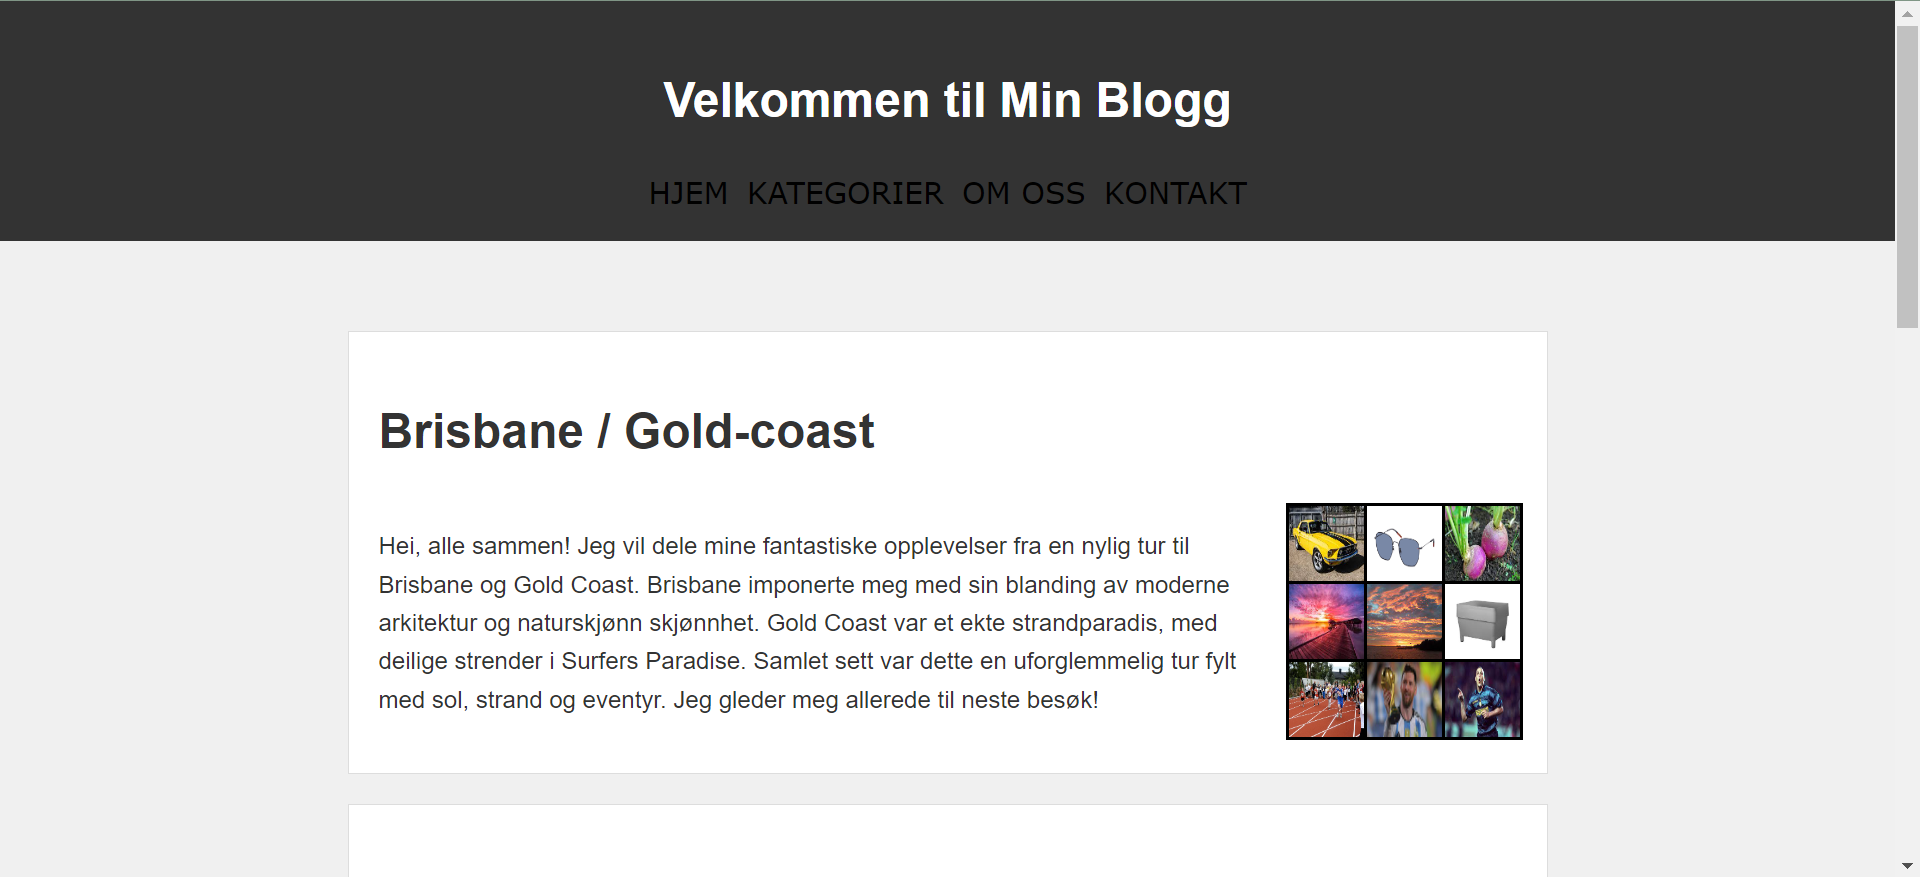 Velkommen til Min Blogg
HJEM KATEGORIER OM OSS KONTAKT
Brisbane / Gold-coast
Hei, alle sammen! Jeg vil dele mine fantastiske opplevelser fra en nylig tur til
Brisbane og Gold Coast. Brisbane imponerte meg med sin blanding av moderne
arkitektur og naturskjønn skjønnhet. Gold Coast var et ekte strandparadis, med
deilige strender i Surfers Paradise. Samlet sett var dette en uforglemmelig tur fylt
med sol, strand og eventyr. Jeg gleder meg allerede til neste besøk!